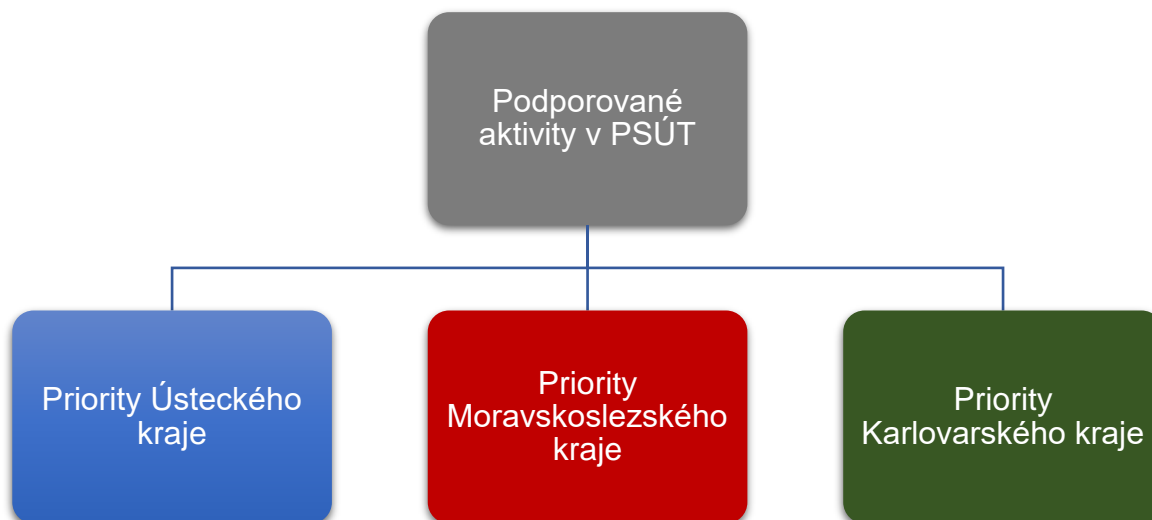 Podporované
aktivity v PSÚT
Priority Ústeckého
kraje
Priority
Moravskoslezského
kraje
Priority
Karlovarského kraje